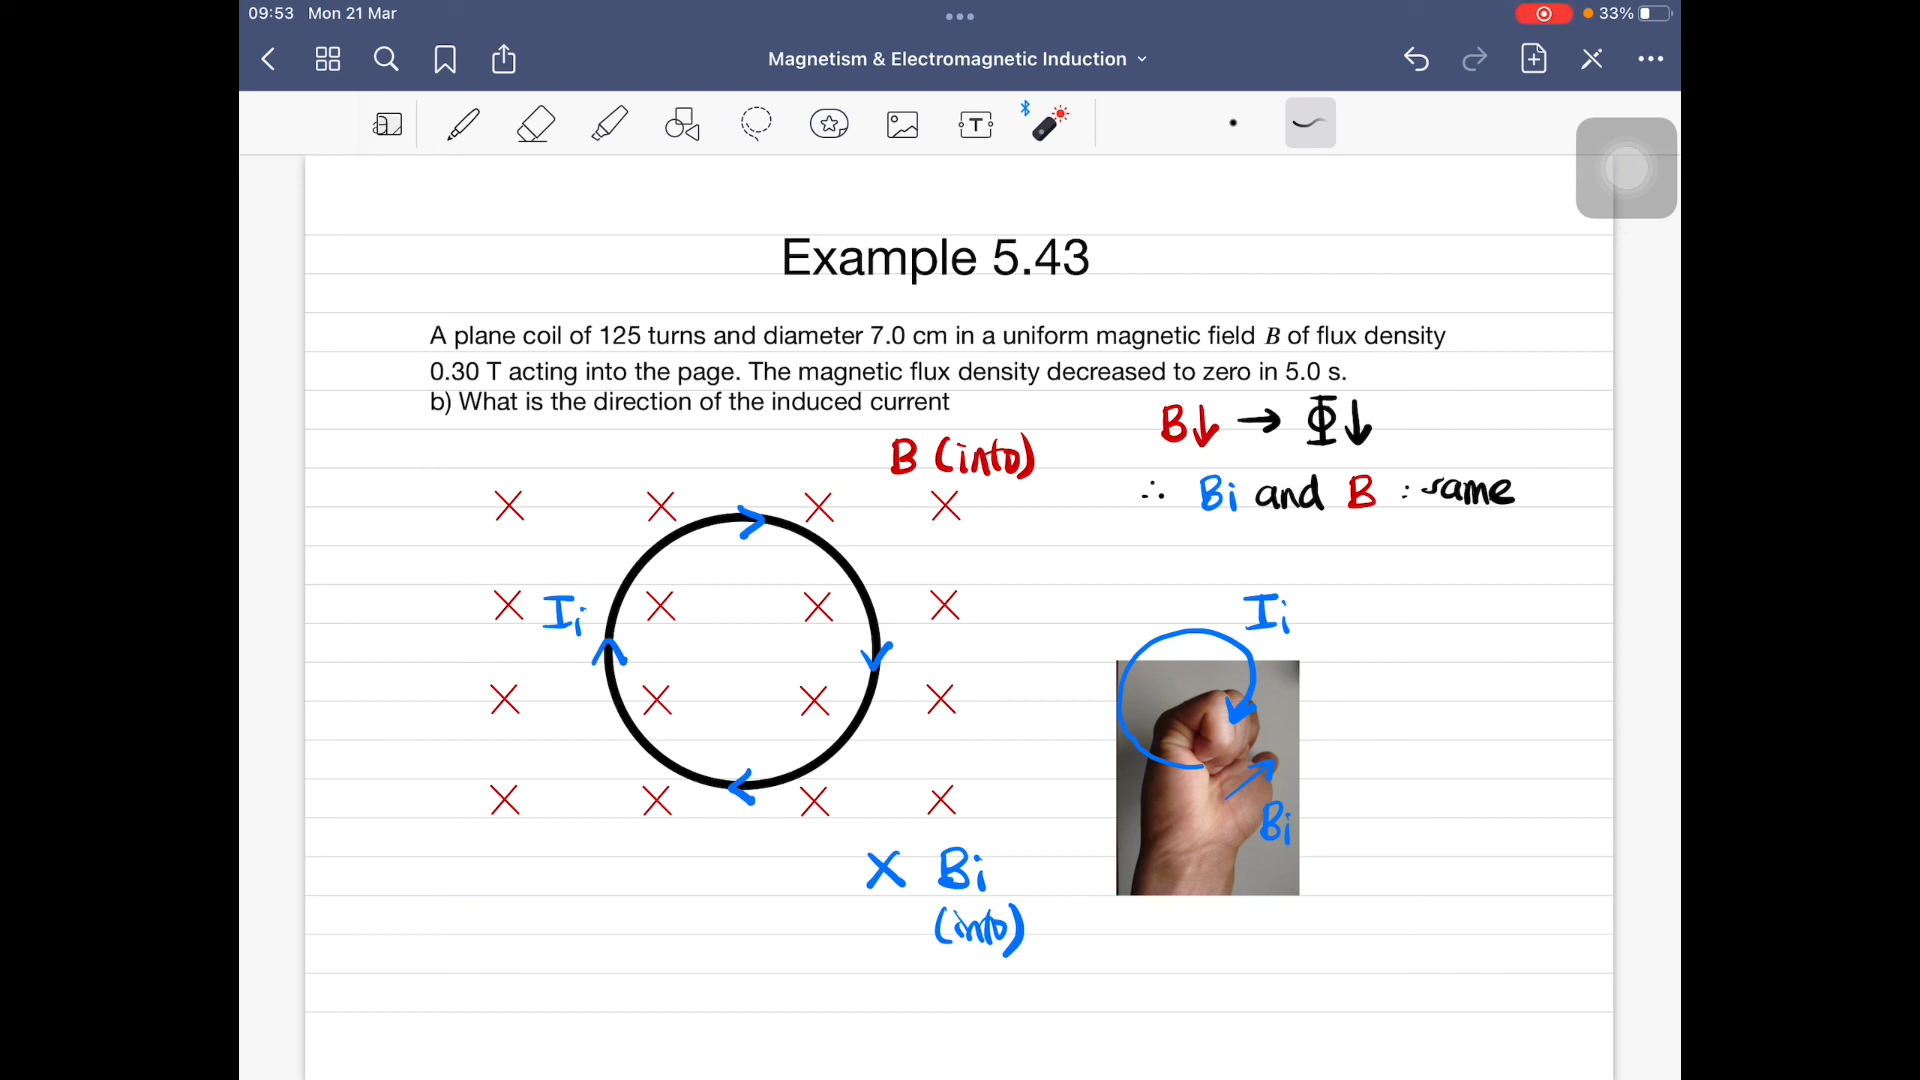 09:53 Mon 21 Mar
33%
Magnetism & Electromagnetic Induction
T
Example 5.43
A plane coil of 125 turns and diameter 7.0 cm in a uniform magnetic field B of flux density
0.30 T acting into the page. The magnetic flux density decreased to zero in 5.0 s.
b) What is the direction of the induced current
B↓ → Φ↓
B (into)
∴ Bi and B : same
Ii
Ii
Bi
X Bi
(into)